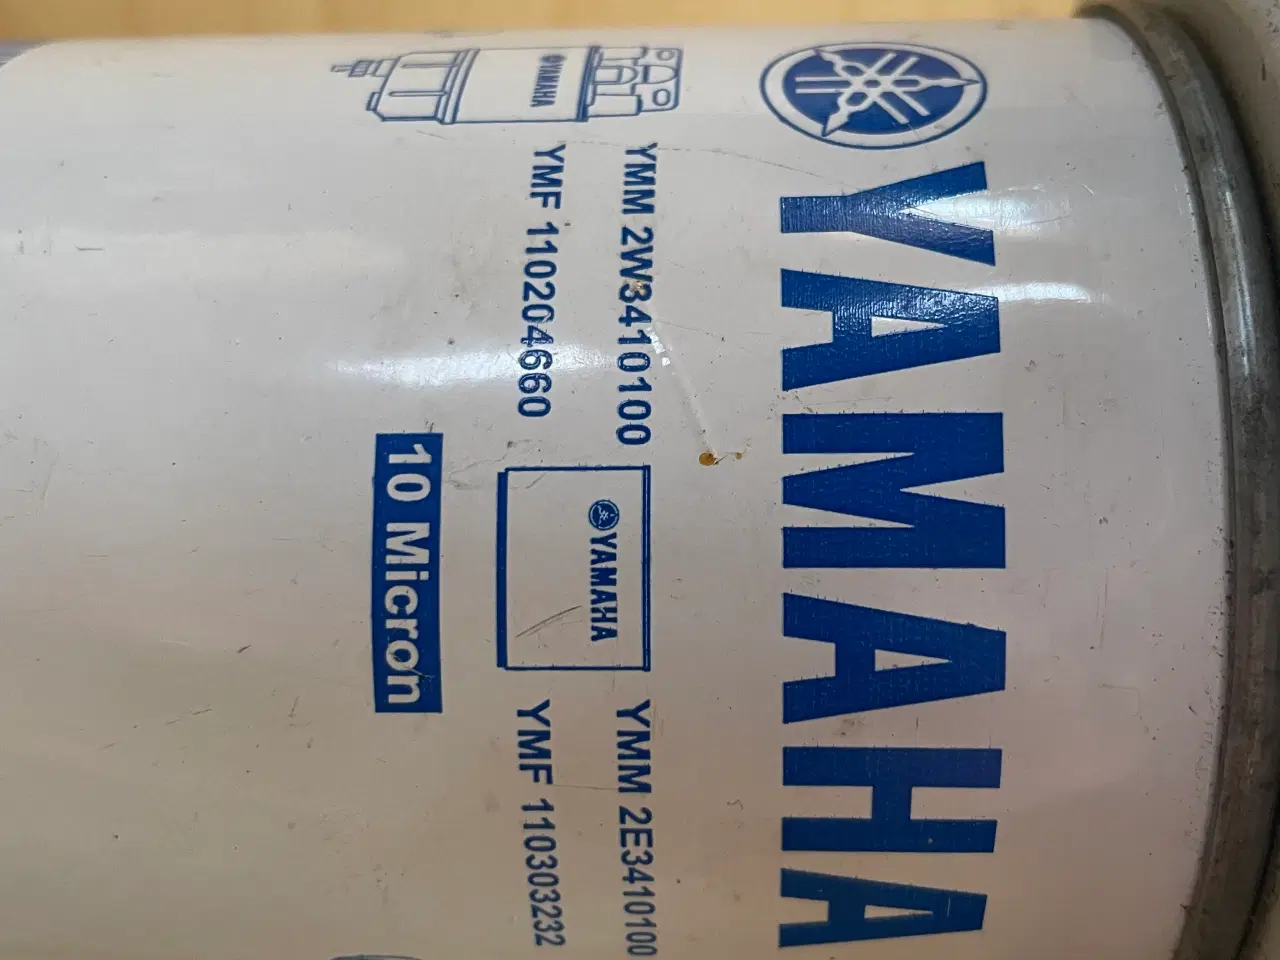 YAMAHA
YAMAHA
YMM 2W3410100
YMF 110204660
YAMAHA
YMM 2E3410100
YMF 110303232
10 Micron